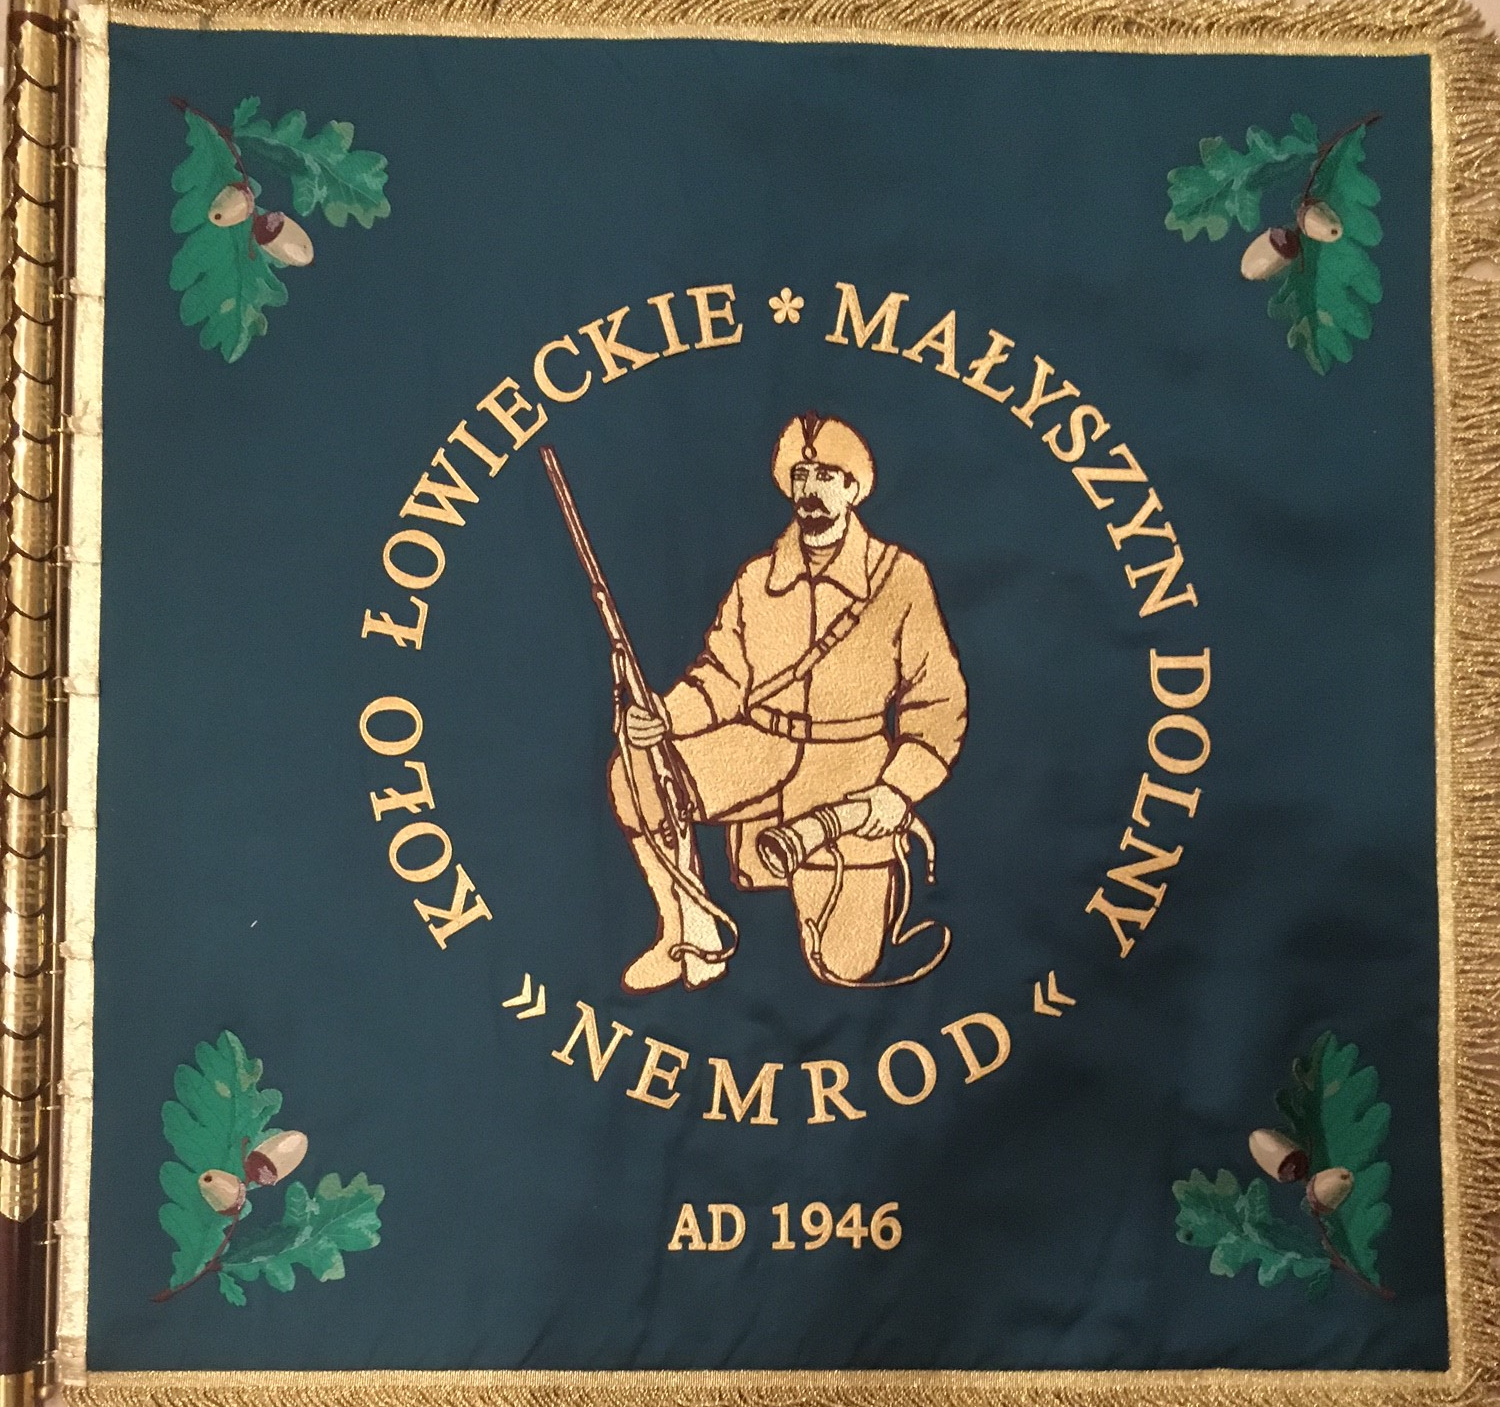 KOŁO ŁOWIECKIE * MAŁYSZYN DOLNY
»NEMROD«
AD 1946